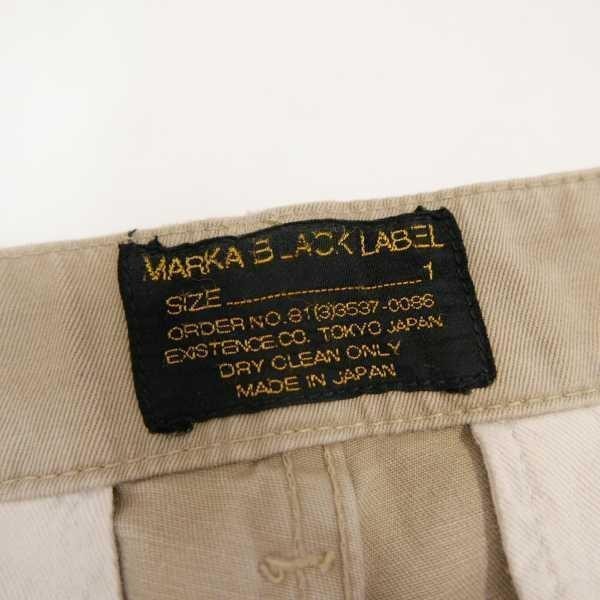 MARKA BLACK LABEL
SIZE 1
ORDER NO. 81(3)3537-0086
EXISTENCE.CO. TOKYO JAPAN
DRY CLEAN ONLY
MADE IN JAPAN